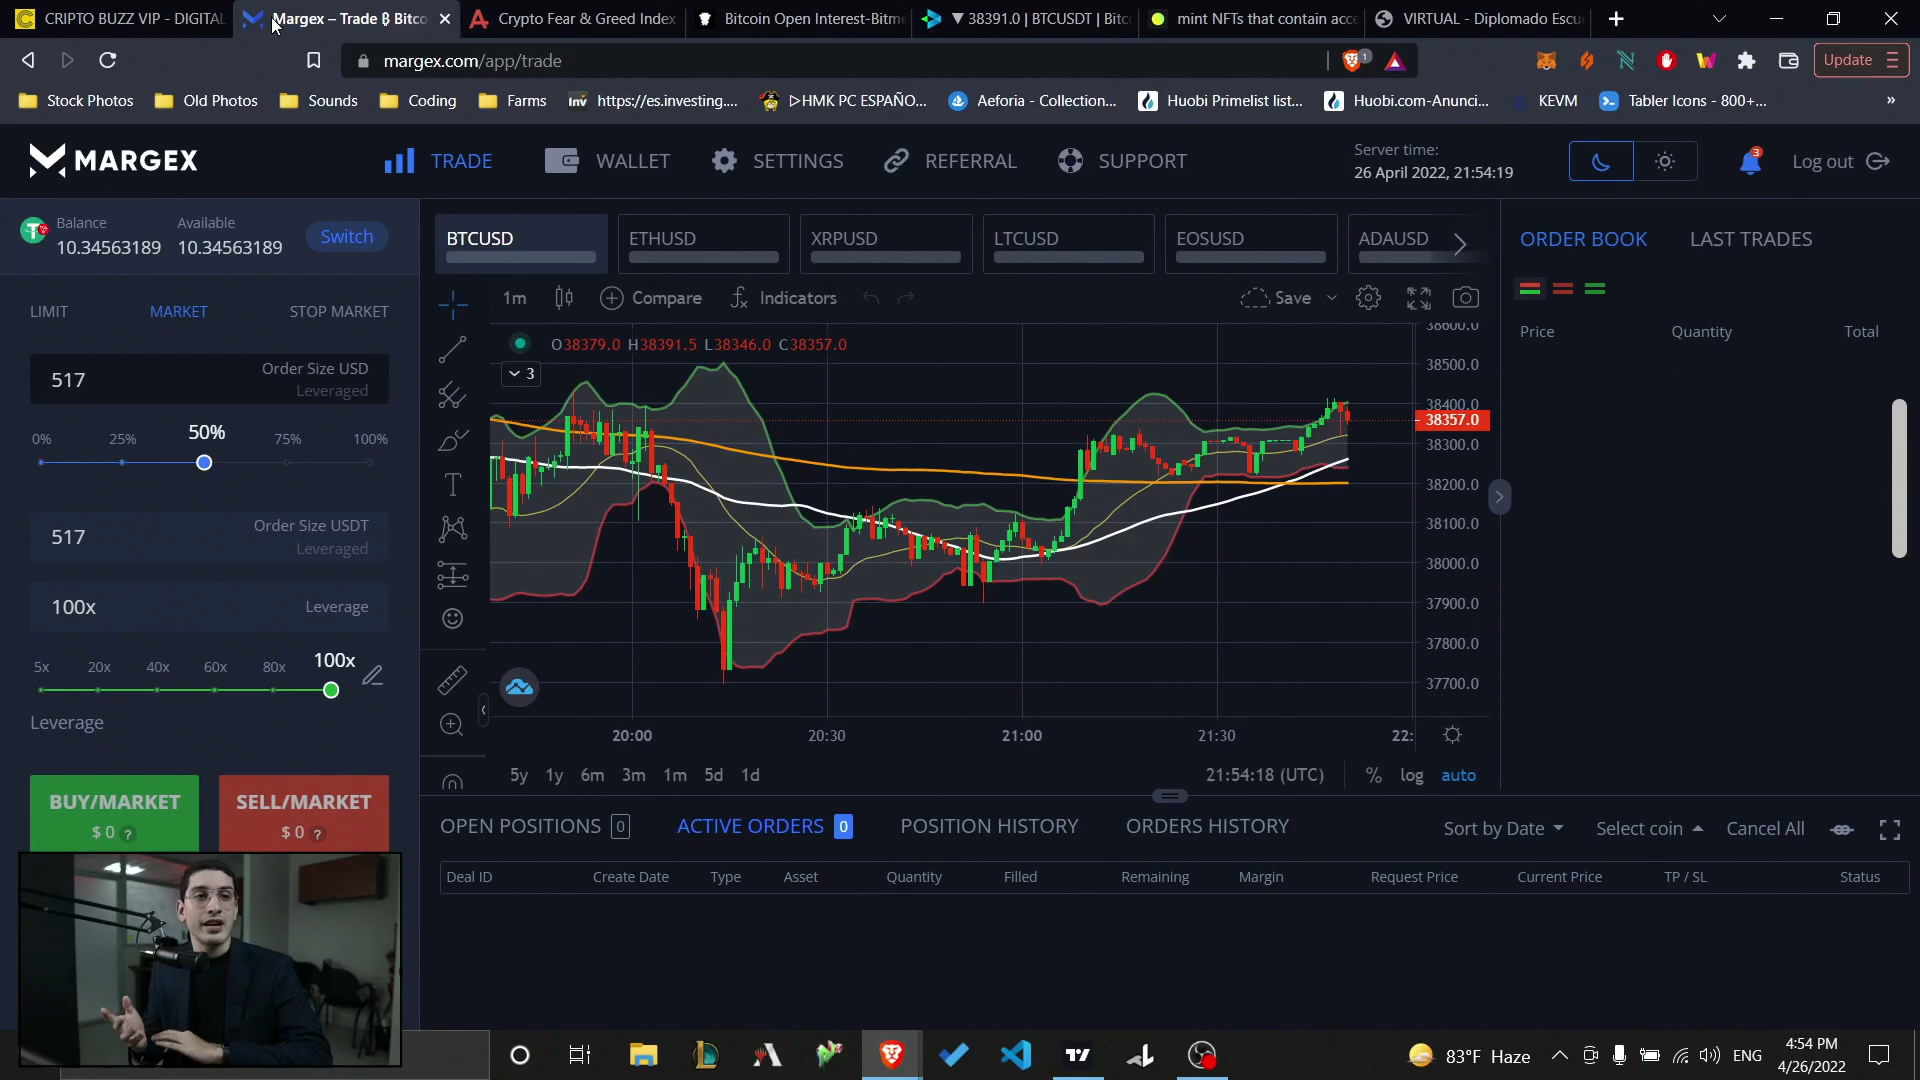 CRIPTO BUZZ VIP - DIGITAL
Margex – Trade ₿ Bitco
Crypto Fear & Greed Index
Bitcoin Open Interest-Bitme
▼ 38391.0 | BTCUSDT | Bitc
mint NFTs that contain acce
VIRTUAL - Diplomado Escu
margex.com/app/trade
1
Update
Stock Photos
Old Photos
Sounds
Coding
Farms
inv
https://es.investing....
ᐅHMK PC ESPAÑO...
Aeforia - Collection...
Huobi Primelist list...
Huobi.com-Anunci...
KEVM
Tabler Icons - 800+...
»
MARGEX
TRADE
WALLET
SETTINGS
REFERRAL
SUPPORT
Server time:
26 April 2022, 21:54:19
3
Log out
Balance
10.34563189
Available
10.34563189
Switch
BTCUSD
ETHUSD
XRPUSD
LTCUSD
EOSUSD
ADAUSD
ORDER BOOK
LAST TRADES
LIMIT
MARKET
STOP MARKET
517
Order Size USD
Leveraged
0%
25%
50%
75%
100%
517
Order Size USDT
Leveraged
100x
Leverage
5x
20x
40x
60x
80x
100x
Leverage
BUY/MARKET
$ 0 ?
SELL/MARKET
$ 0 ?
1m
Compare
Indicators
Save
O38379.0 H38391.5 L38346.0 C38357.0
3
38600.0
38500.0
38400.0
38357.0
38300.0
38200.0
38100.0
38000.0
37900.0
37800.0
37700.0
20:00
20:30
21:00
21:30
22:
5y
1y
6m
3m
1m
5d
1d
21:54:18 (UTC)
%
log
auto
Price
Quantity
Total
OPEN POSITIONS 0
ACTIVE ORDERS 0
POSITION HISTORY
ORDERS HISTORY
Sort by Date
Select coin
Cancel All
Deal ID
Create Date
Type
Asset
Quantity
Filled
Remaining
Margin
Request Price
Current Price
TP / SL
Status
83°F Haze
ENG
4:54 PM
4/26/2022